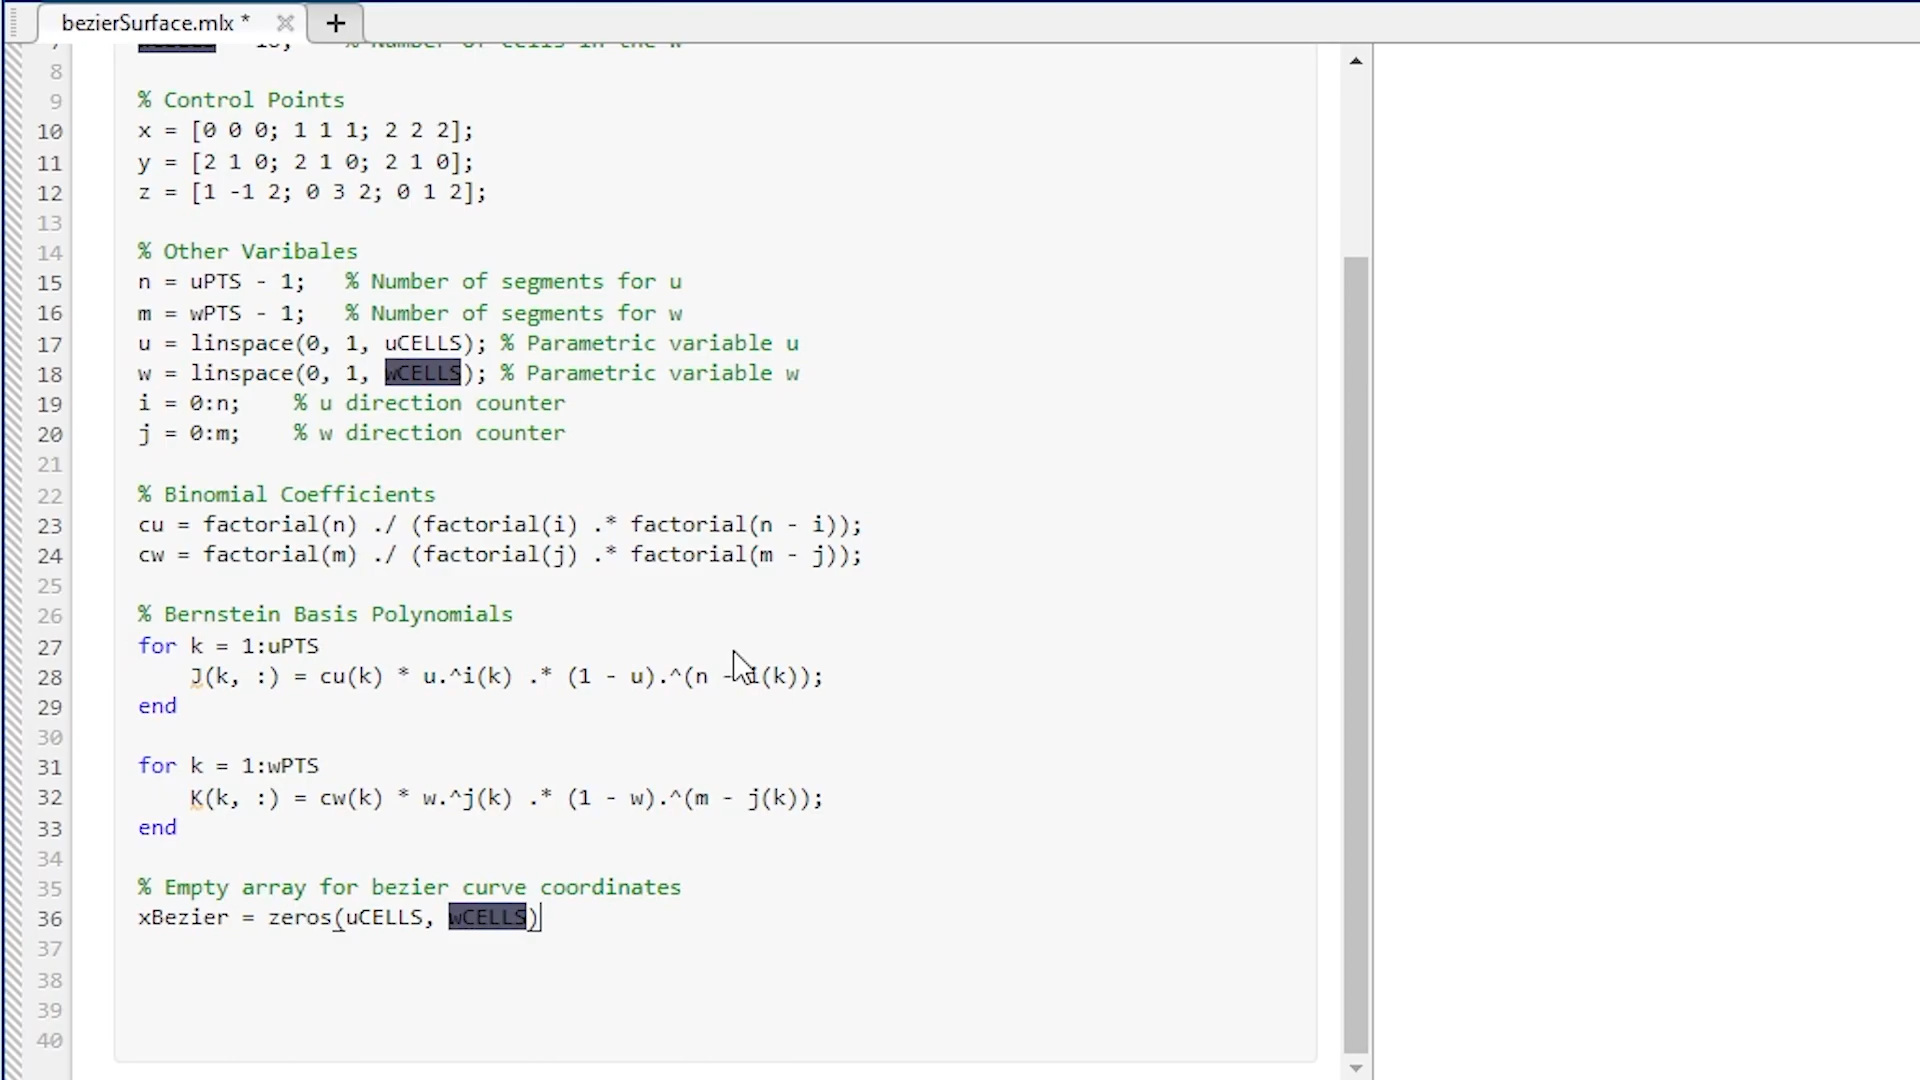 bezierSurface.mlx *
8
9 % Control Points
10 x = [0 0 0; 1 1 1; 2 2 2];
11 y = [2 1 0; 2 1 0; 2 1 0];
12 z = [1 -1 2; 0 3 2; 0 1 2];
13
14 % Other Varibales
15 n = uPTS - 1; % Number of segments for u
16 m = wPTS - 1; % Number of segments for w
17 u = linspace(0, 1, uCELLS); % Parametric variable u
18 w = linspace(0, 1, wCELLS); % Parametric variable w
19 i = 0:n; % u direction counter
20 j = 0:m; % w direction counter
21
22 % Binomial Coefficients
23 cu = factorial(n) ./ (factorial(i) .* factorial(n - i));
24 cw = factorial(m) ./ (factorial(j) .* factorial(m - j));
25
26 % Bernstein Basis Polynomials
27 for k = 1:uPTS
28 J(k, :) = cu(k) * u.^i(k) .* (1 - u).^(n - i(k));
29 end
30
31 for k = 1:wPTS
32 K(k, :) = cw(k) * w.^j(k) .* (1 - w).^(m - j(k));
33 end
34
35 % Empty array for bezier curve coordinates
36 xBezier = zeros(uCELLS, wCELLS)
37
38
39
40